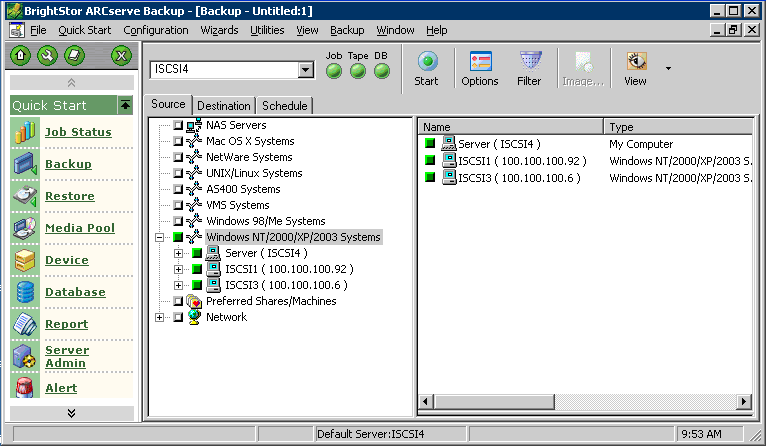 BrightStor ARCserve Backup - [Backup - Untitled:1]
File Quick Start Configuration Wizards Utilities View Backup Window Help
ISCSI4
Job Tape DB
Start Options Filter Image... View
Quick Start
Job Status
Backup
Restore
Media Pool
Device
Database
Report
Server
Admin
Alert
Source Destination Schedule
NAS Servers
Mac OS X Systems
NetWare Systems
UNIX/Linux Systems
AS400 Systems
VMS Systems
Windows 98/Me Systems
Windows NT/2000/XP/2003 Systems
Server ( ISCSI4 )
ISCSI1 ( 100.100.100.92 )
ISCSI3 ( 100.100.100.6 )
Preferred Shares/Machines
Network
Name Type
Server ( ISCSI4 ) My Computer
ISCSI1 ( 100.100.100.92 ) Windows NT/2000/XP/2003 S.
ISCSI3 ( 100.100.100.6 ) Windows NT/2000/XP/2003 S.
Default Server:ISCSI4 9:53 AM